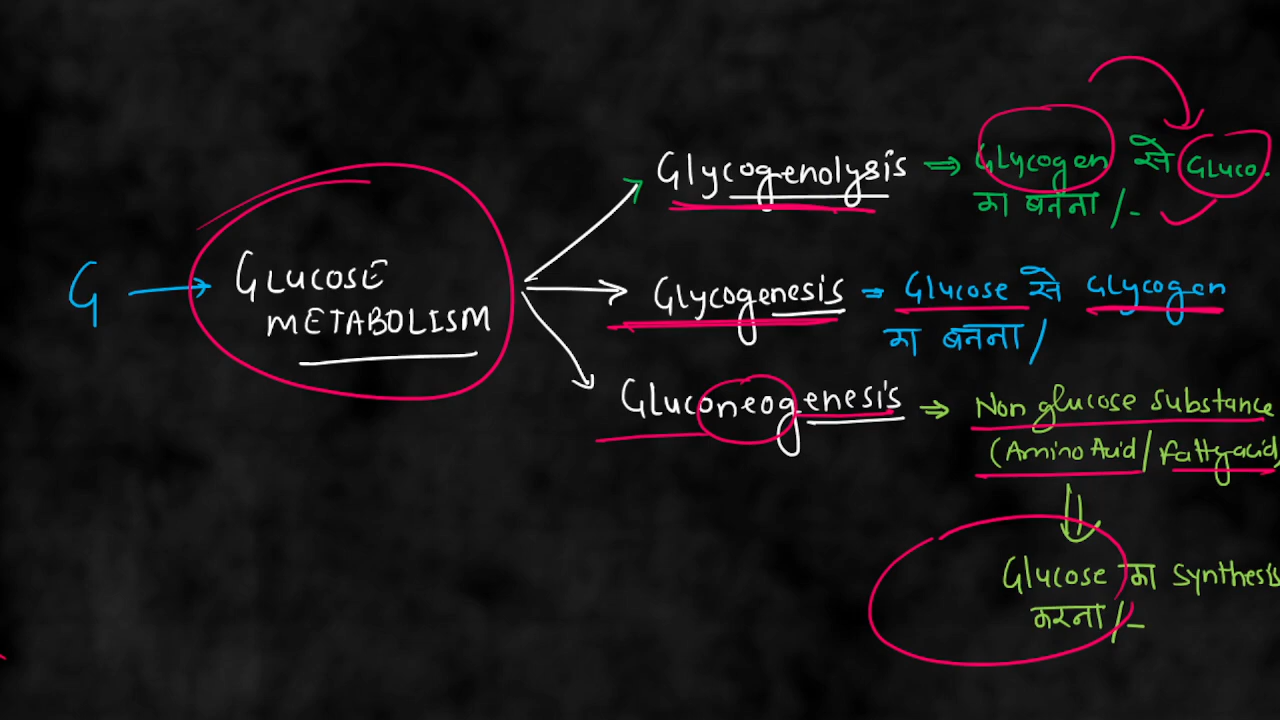 G → GLUCOSE
METABOLISM
Glycogenolysis ⇒ Glycogen से Gluco.
का बनना /-
Glycogenesis = Glucose से Glycogen
का बनना /
Gluconeogenesis ⇒ Non glucose substance
(Amino Acid / fatty acid)
Glucose का synthesis
करना /-